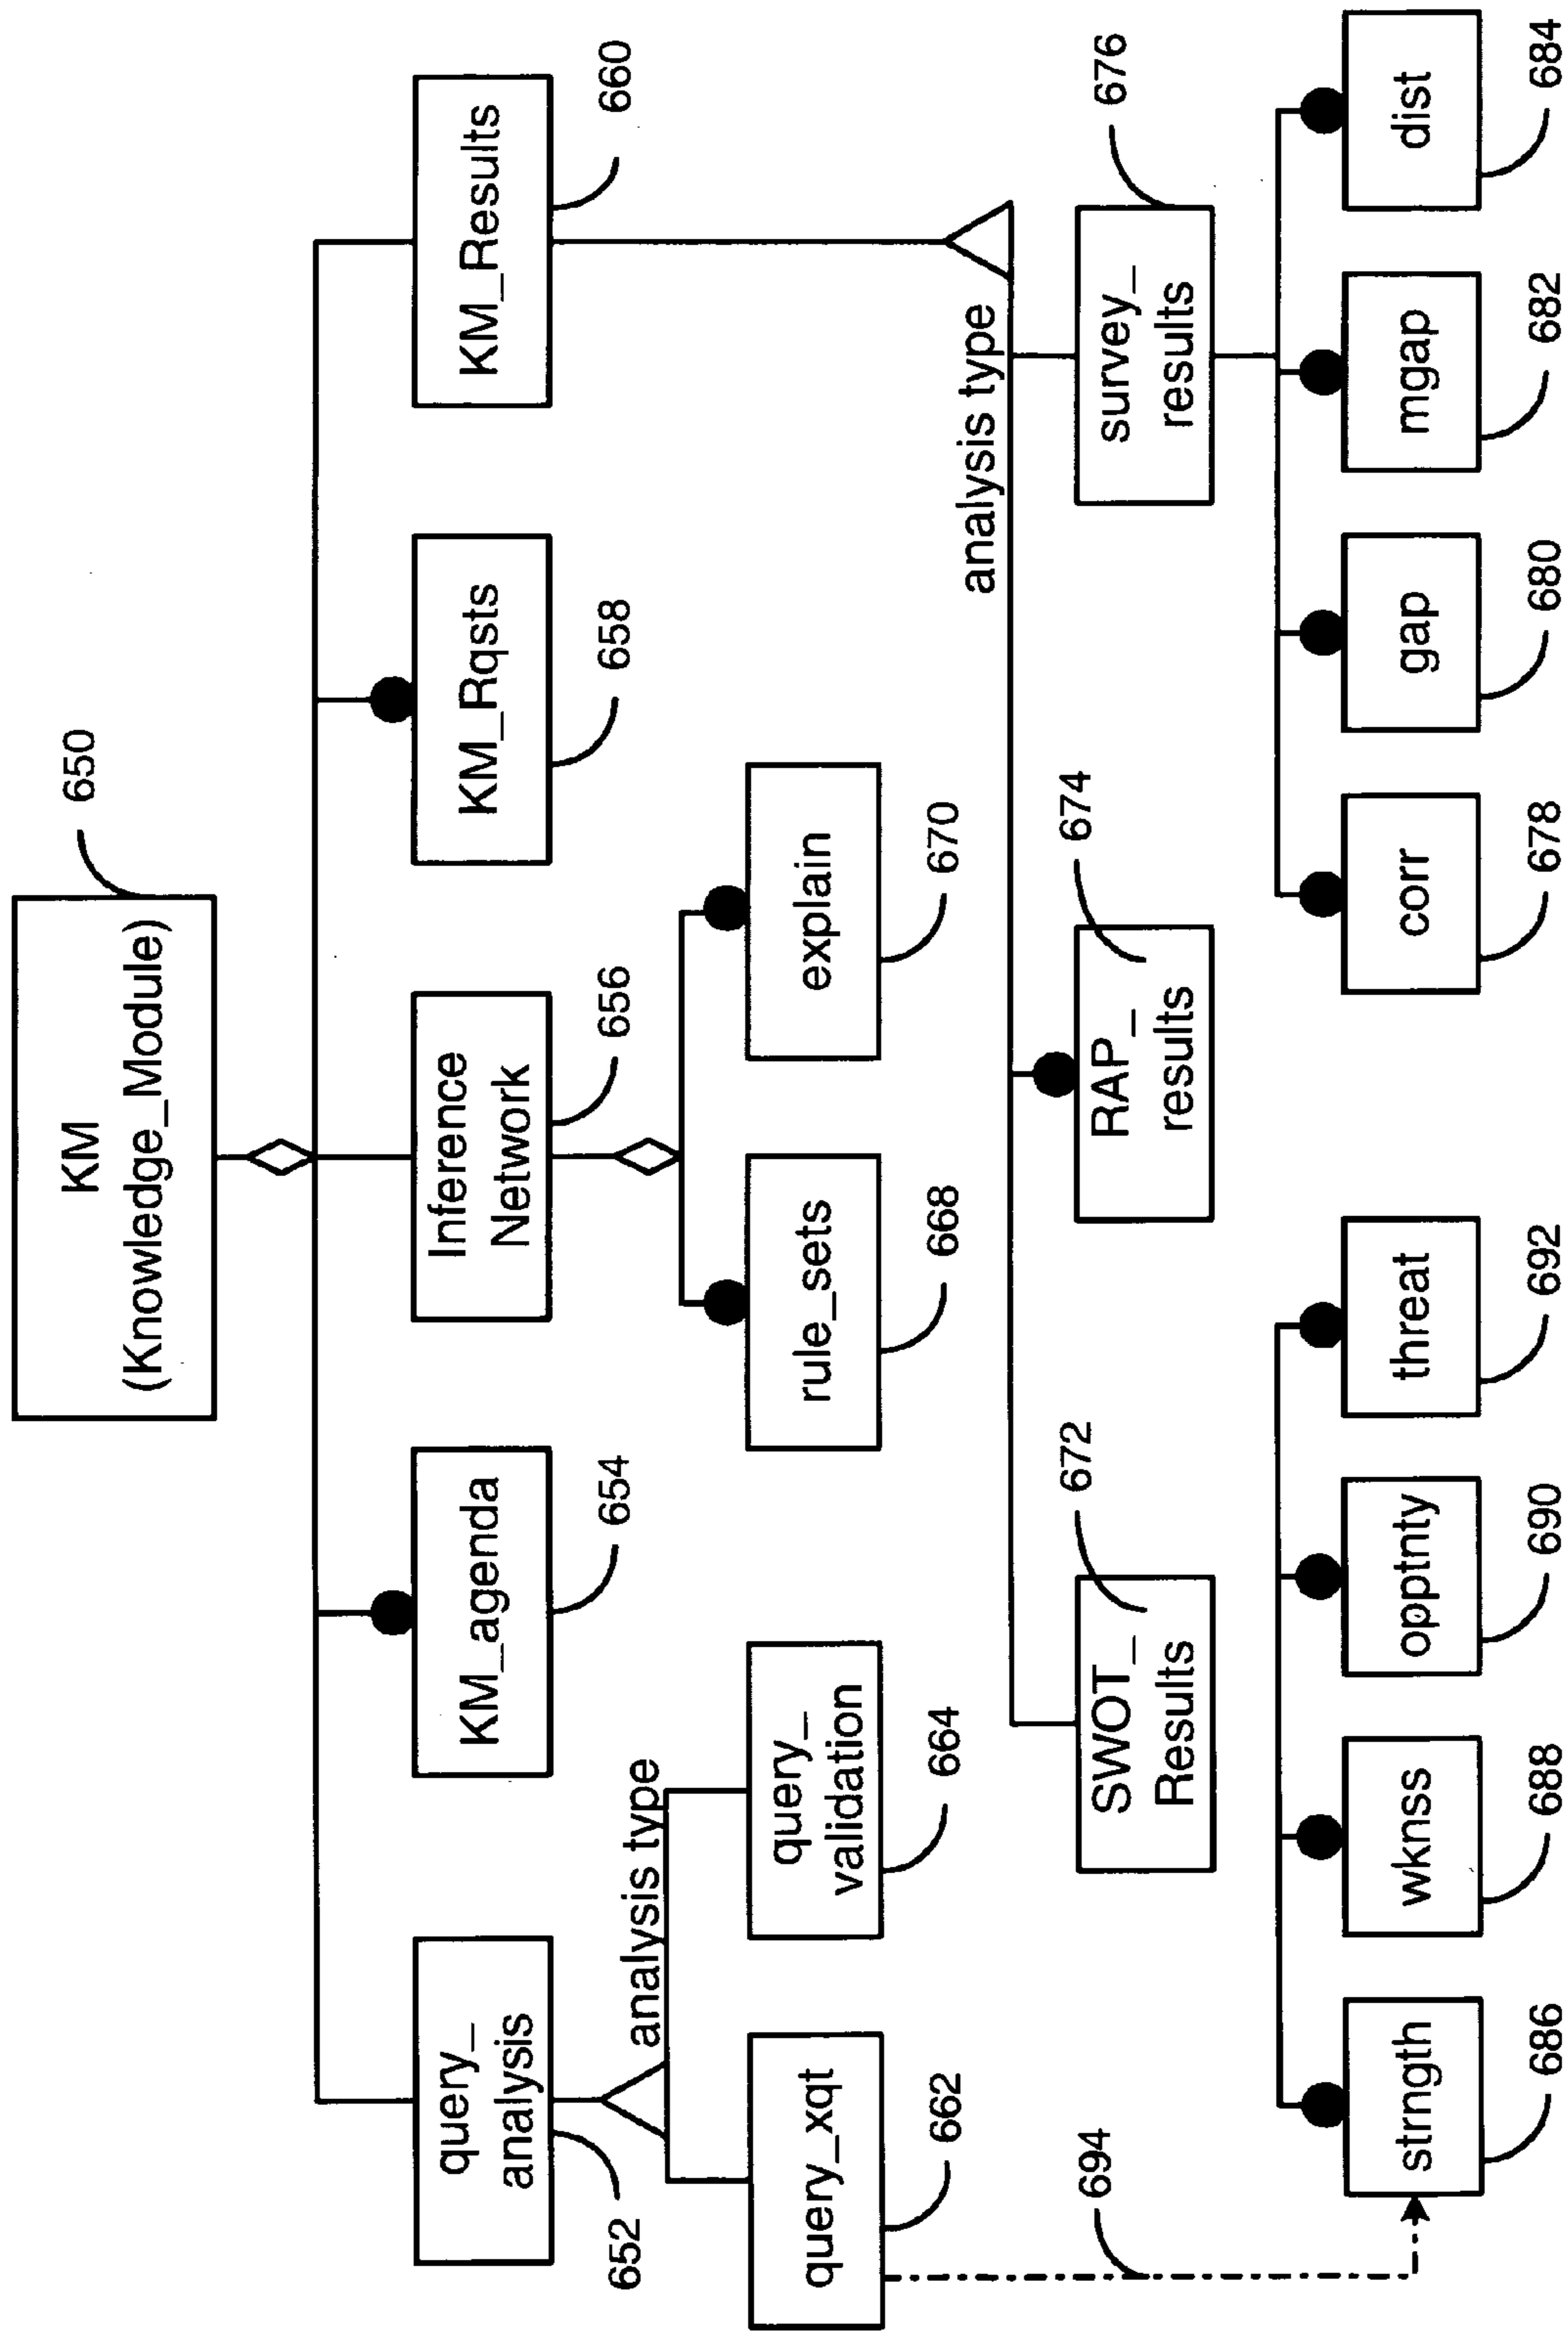 KM
(Knowledge_Module)
650
query_
analysis
652
KM_agenda
654
Inference
Network
656
KM_Rqsts
658
KM_Results
660
analysis type
query_xqt
662
query_
validation
664
rule_sets
668
explain
670
analysis type
SWOT_
Results
672
RAP_
results
674
survey_
results
676
694
strngth
686
wknss
688
opptnty
690
threat
692
corr
678
gap
680
mgap
682
dist
684